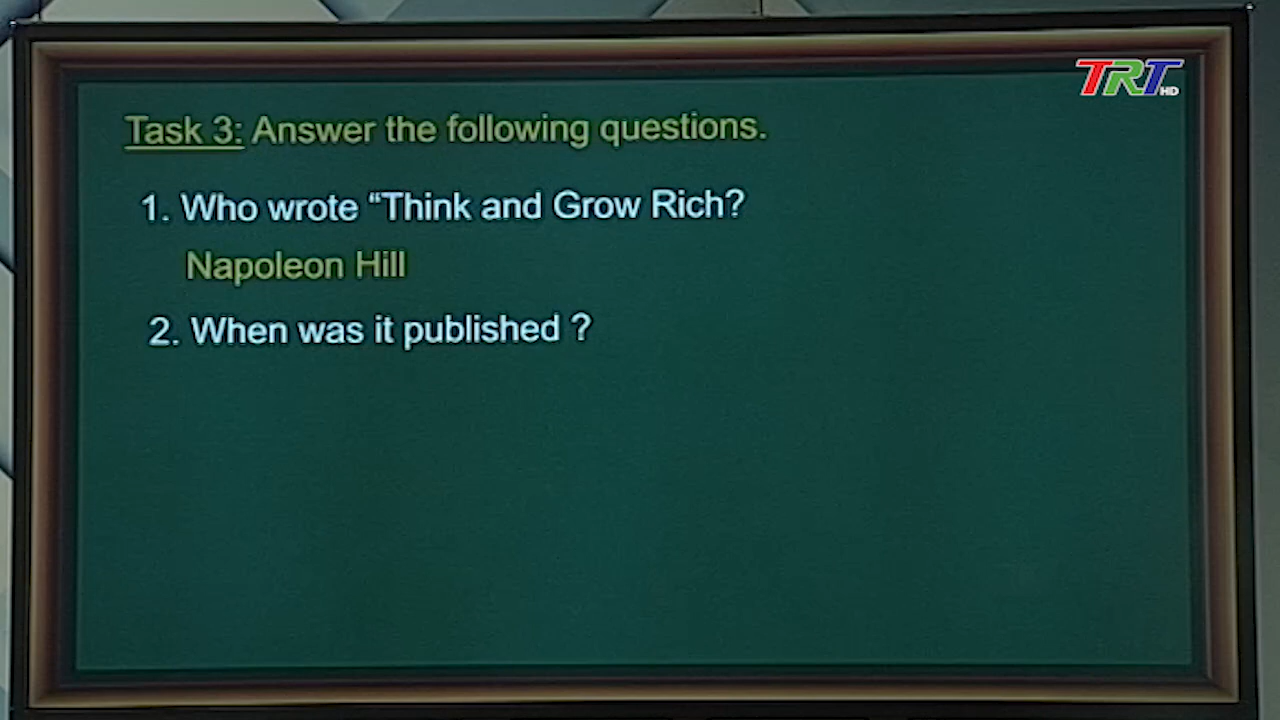 TRT HD
Task 3: Answer the following questions.
1. Who wrote “Think and Grow Rich?
Napoleon Hill
2. When was it published ?